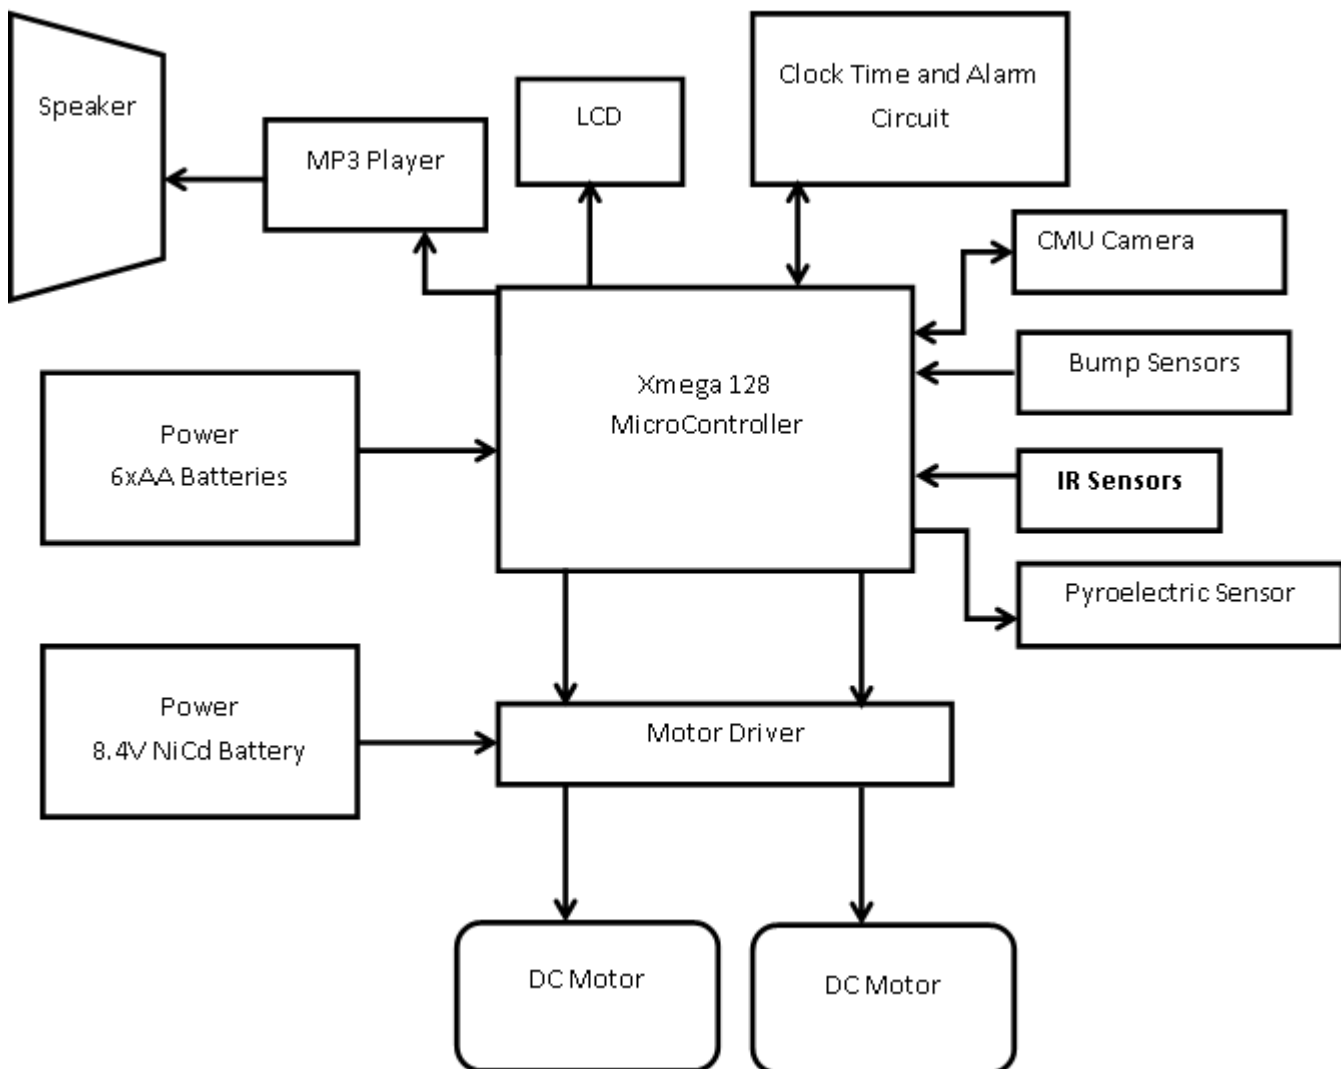 Speaker
MP3 Player
LCD
Clock Time and Alarm
Circuit
CMU Camera
Bump Sensors
Xmega 128
MicroController
Power
6xAA Batteries
IR Sensors
Pyroelectric Sensor
Power
8.4V NiCd Battery
Motor Driver
DC Motor
DC Motor